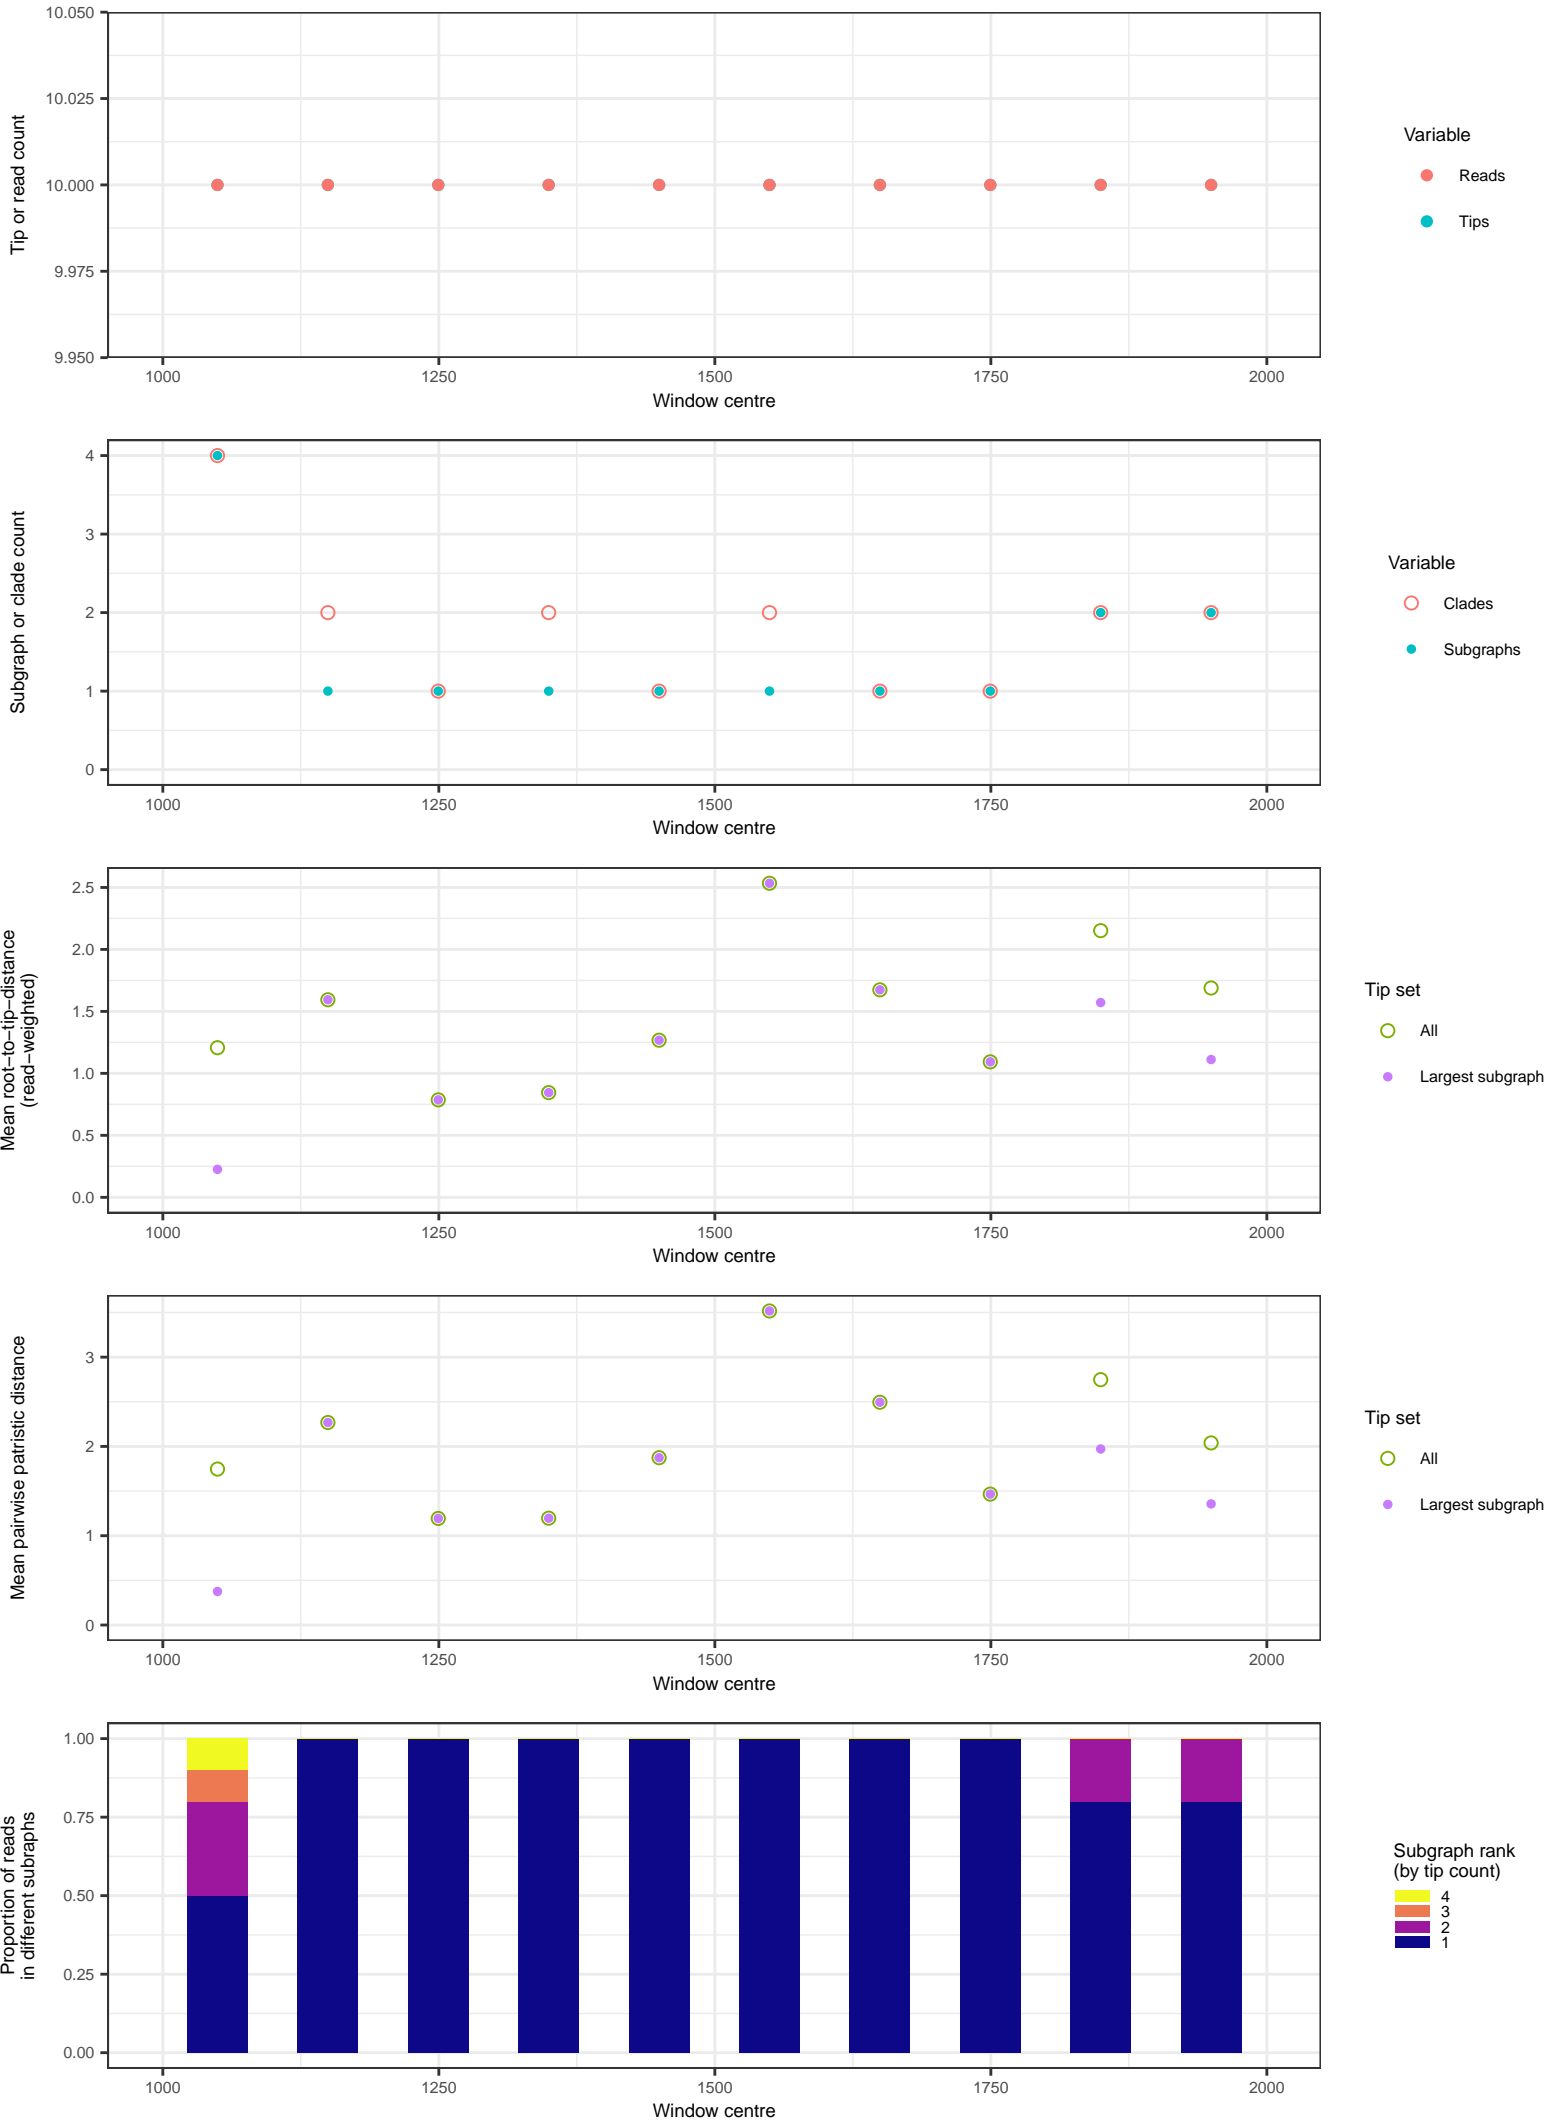 10.050
10.025
10.000
9.975
9.950
Tip or read count
1000 1250 1500 1750 2000
Window centre
Variable
Reads
Tips
4
3
2
1
0
Subgraph or clade count
1000 1250 1500 1750 2000
Window centre
Variable
Clades
Subgraphs
2.5
2.0
1.5
1.0
0.5
0.0
Mean root−to−tip−distance
(read−weighted)
1000 1250 1500 1750 2000
Window centre
Tip set
All
Largest subgraph
3
2
1
0
Mean pairwise patristic distance
1000 1250 1500 1750 2000
Window centre
Tip set
All
Largest subgraph
1.00
0.75
0.50
0.25
0.00
Proportion of reads
in different subraphs
1000 1250 1500 1750 2000
Window centre
Subgraph rank
(by tip count)
4
3
2
1